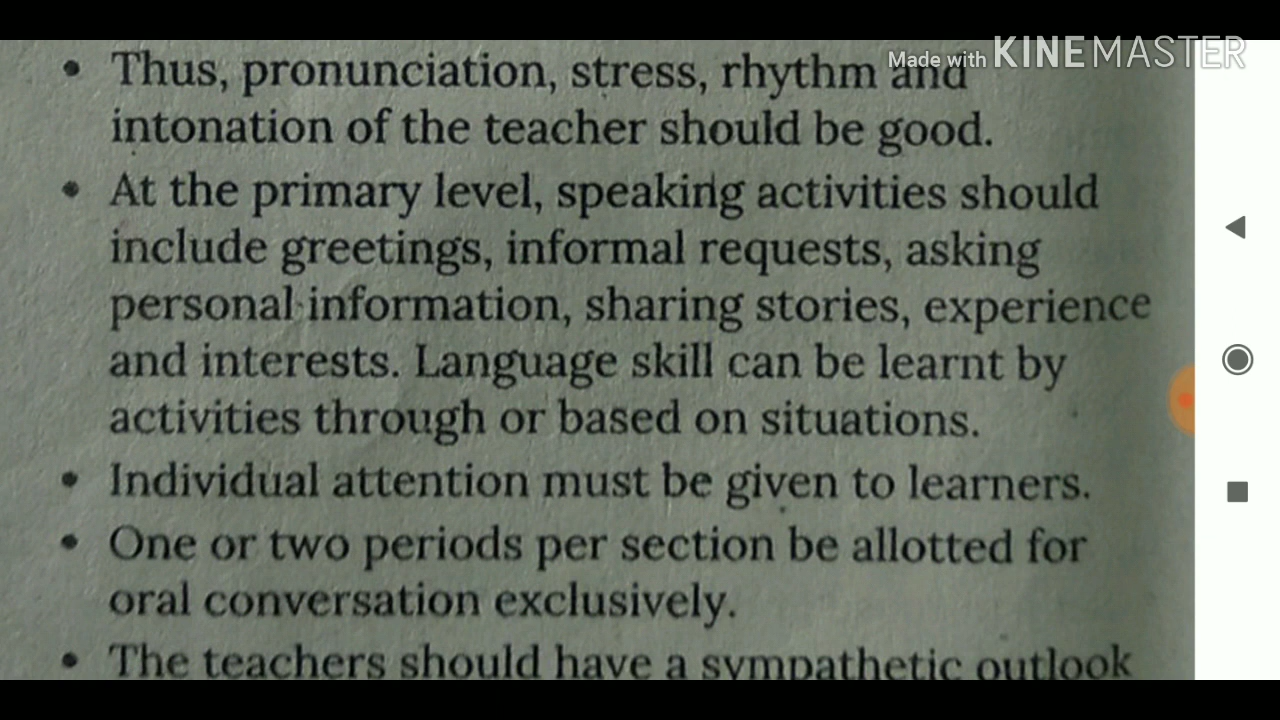 Made with KINEMASTER
• Thus, pronunciation, stress, rhythm and
intonation of the teacher should be good.
• At the primary level, speaking activities should
include greetings, informal requests, asking
personal information, sharing stories, experience
and interests. Language skill can be learnt by
activities through or based on situations.
• Individual attention must be given to learners.
• One or two periods per section be allotted for
oral conversation exclusively.
• The teachers should have a sympathetic outlook